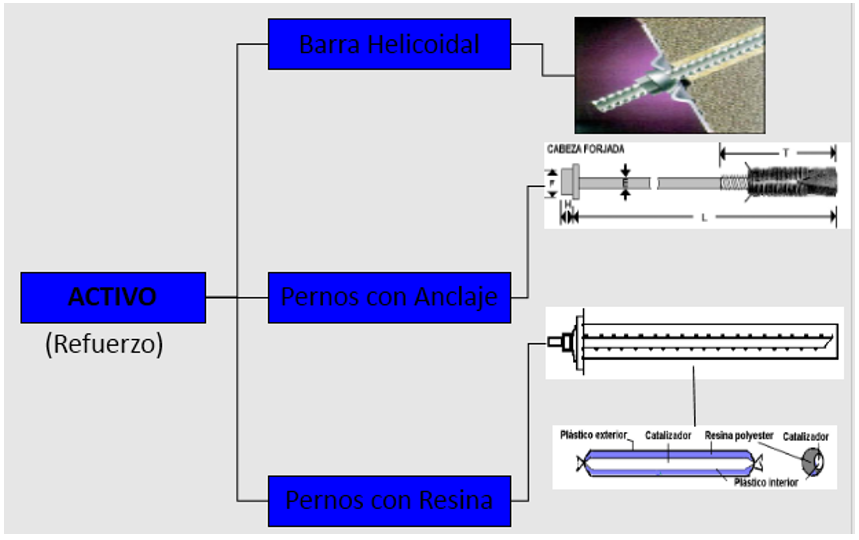 Barra Helicoidal
CABEZA FORJADA
T
F
E
H
L
ACTIVO
(Refuerzo)
Pernos con Anclaje
Plástico exterior
Catalizador
Resina polyester
Catalizador
Plástico interior
Pernos con Resina